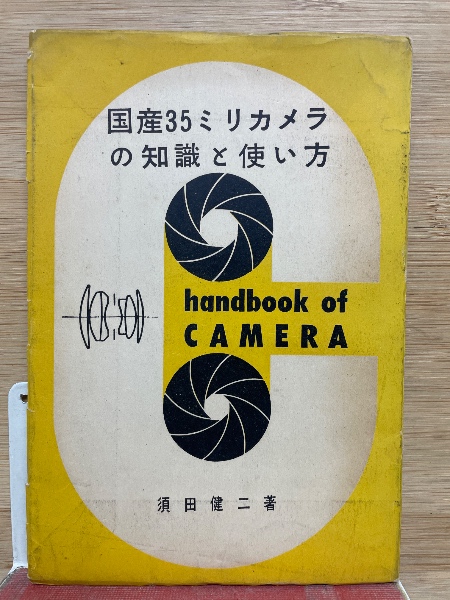 国産35ミリカメラ
の知識と使い方
handbook of
CAMERA
須田健二著